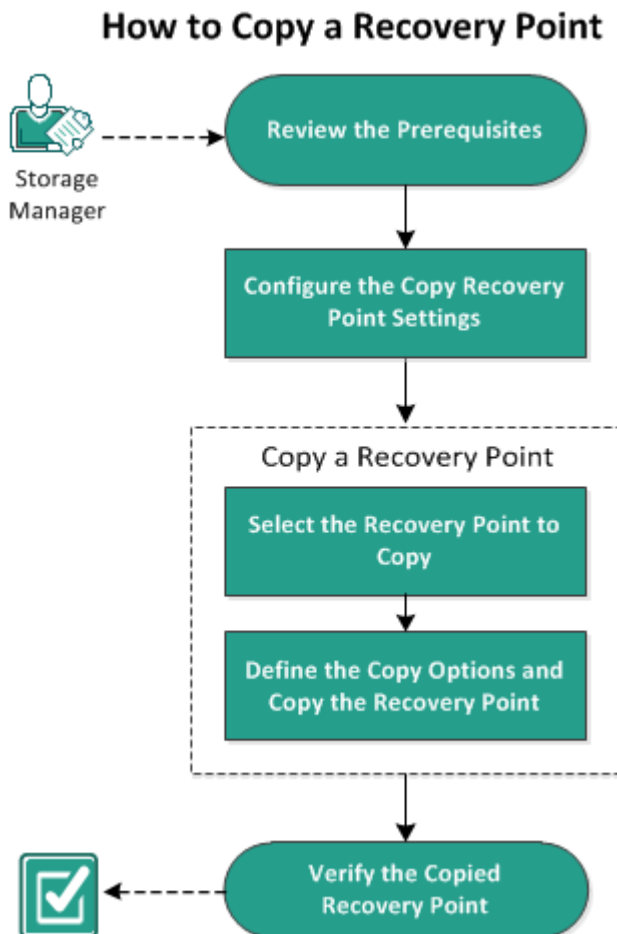 How to Copy a Recovery Point
Review the Prerequisites
Storage
Manager
Configure the Copy Recovery
Point Settings
Copy a Recovery Point
Select the Recovery Point to
Copy
Define the Copy Options and
Copy the Recovery Point
Verify the Copied
Recovery Point